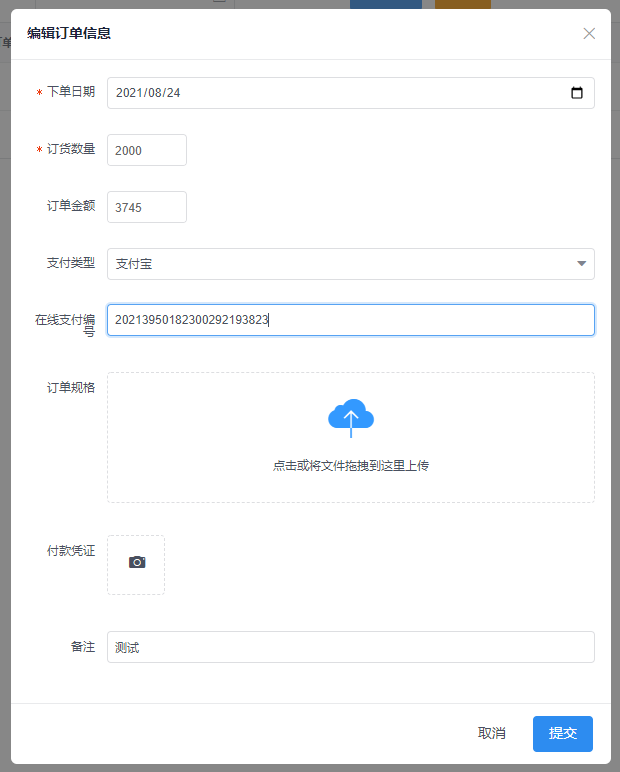 单
编辑订单信息
* 下单日期
2021/08/24
* 订货数量
2000
订单金额
3745
支付类型
支付宝
在线支付编
号
20213950182300292193823
订单规格
点击或将文件拖拽到这里上传
付款凭证
备注
测试
取消
提交